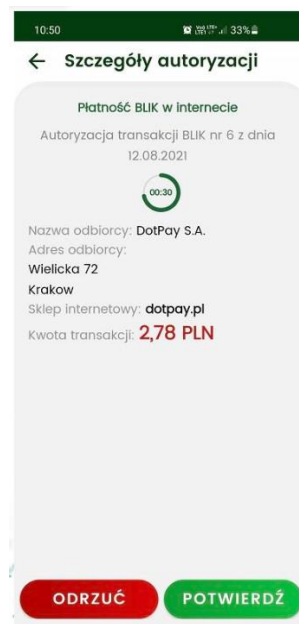 10:50
33%
← Szczegóły autoryzacji
Płatność BLIK w internecie
Autoryzacja transakcji BLIK nr 6 z dnia
12.08.2021
00:30
Nazwa odbiorcy: DotPay S.A.
Adres odbiorcy:
Wielicka 72
Krakow
Sklep internetowy: dotpay.pl
Kwota transakcji: 2,78 PLN
ODRZUĆ POTWIERDŹ